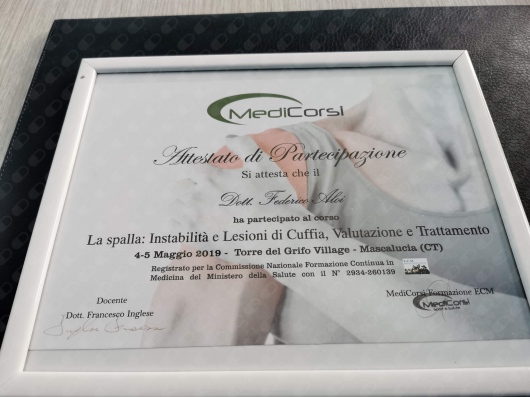 MediCorsi
Attestato di Partecipazione
Si attesta che il
Dott. Federico Aloi
ha partecipato al corso
La spalla: Instabilità e Lesioni di Cuffia, Valutazione e Trattamento
4-5 Maggio 2019 - Torre del Grifo Village - Mascalucia (CT)
Registrato per la Commissione Nazionale Formazione Continua in
Medicina del Ministero della Salute con il N° 2934-260139
Docente
Dott. Francesco Inglese
MediCorsi Formazione ECM
MediCorsi